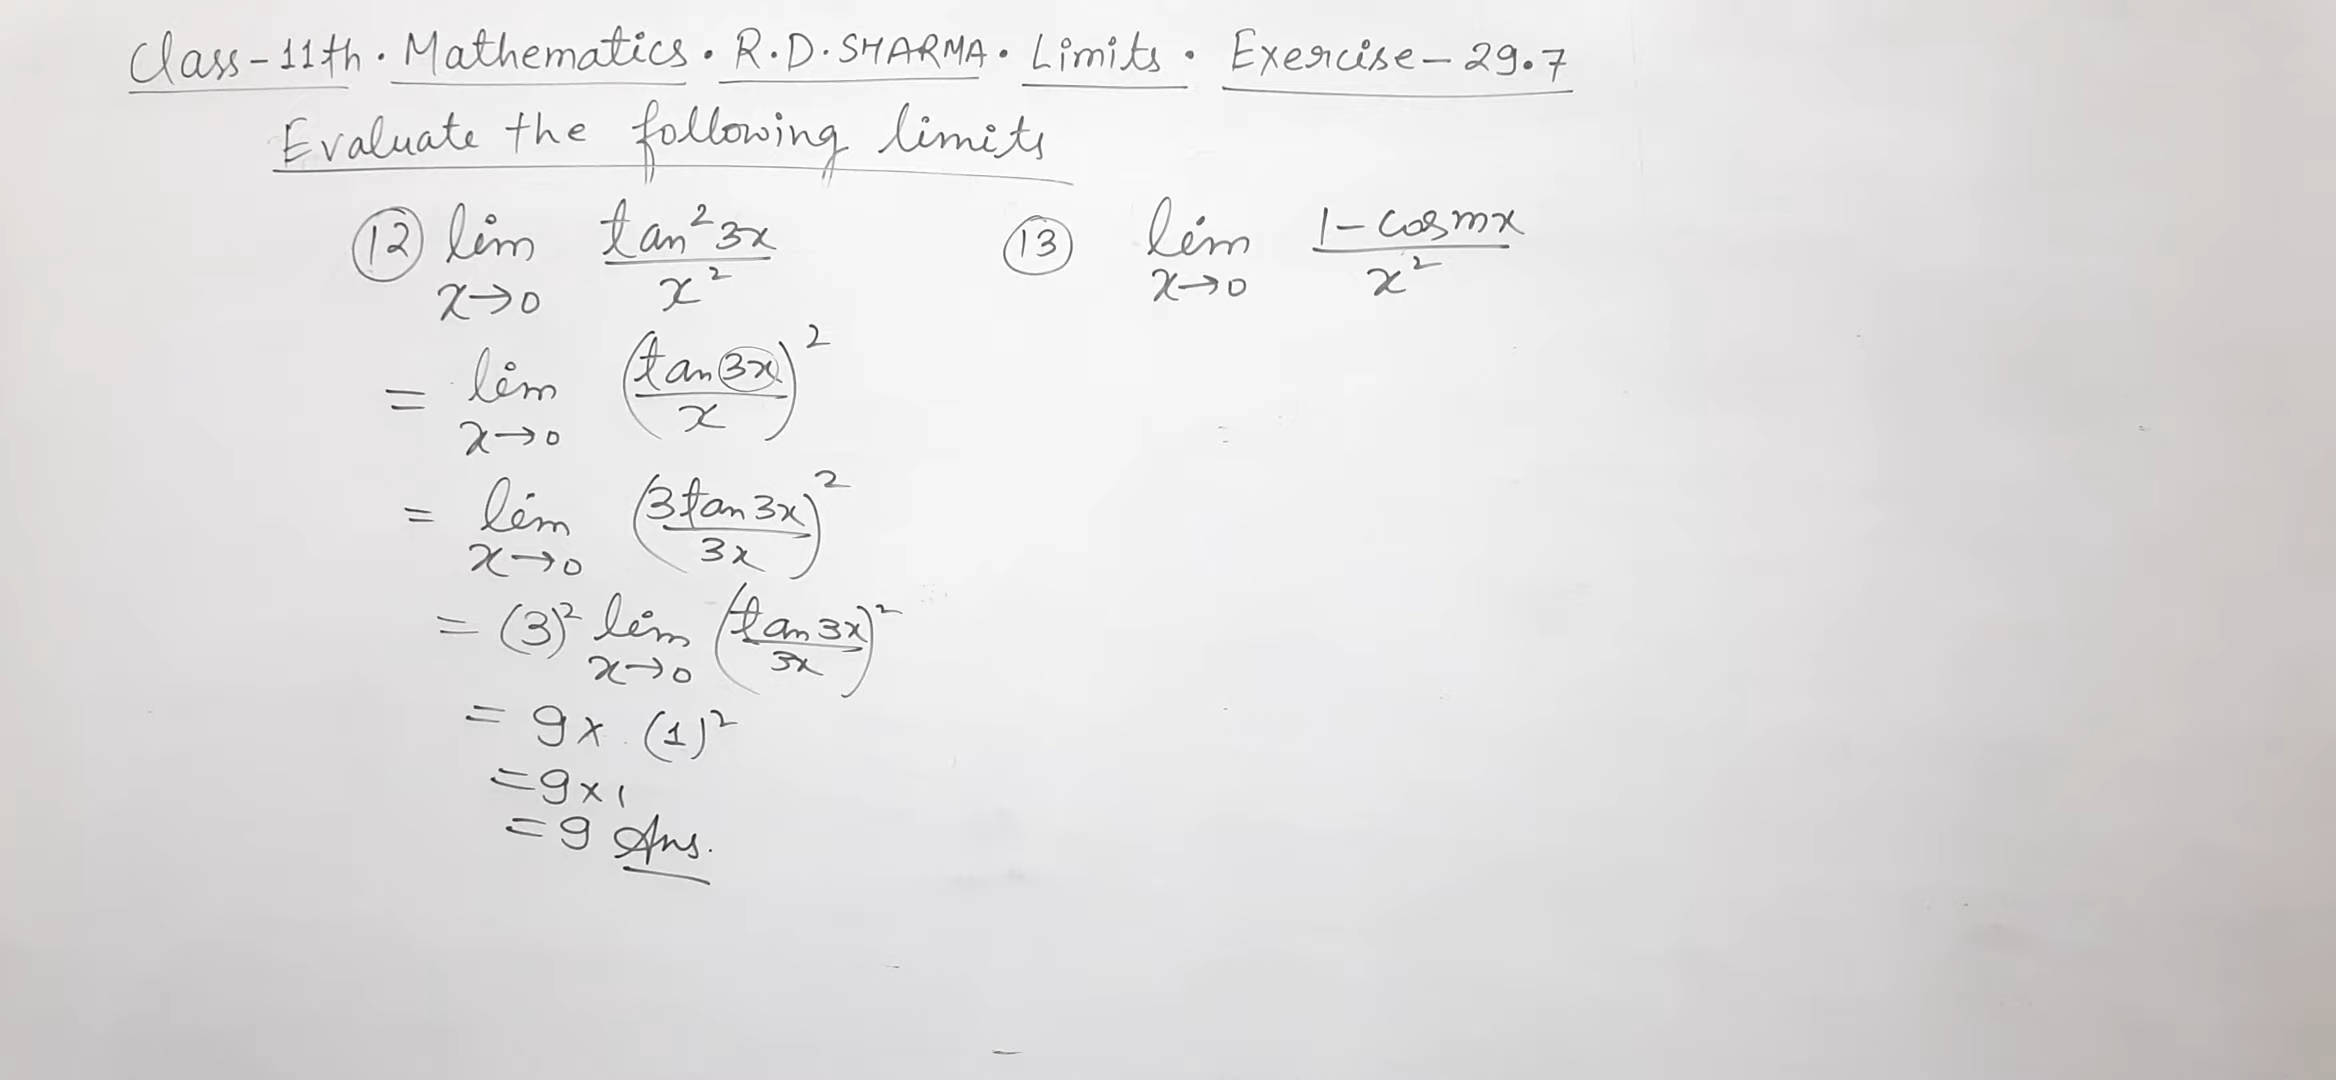 Class-11th · Mathematics · R.D. SHARMA · Limits · Exercise-29.7
Evaluate the following limits
(12) lim x→0 tan²3x / x²
= lim x→0 (tan 3x / x)²
= lim x→0 (3 tan 3x / 3x)²
= (3)² lim x→0 (tan 3x / 3x)²
= 9 × (1)²
= 9 × 1
= 9 Ans.
(13) lim x→0 1 - cos mx / x²